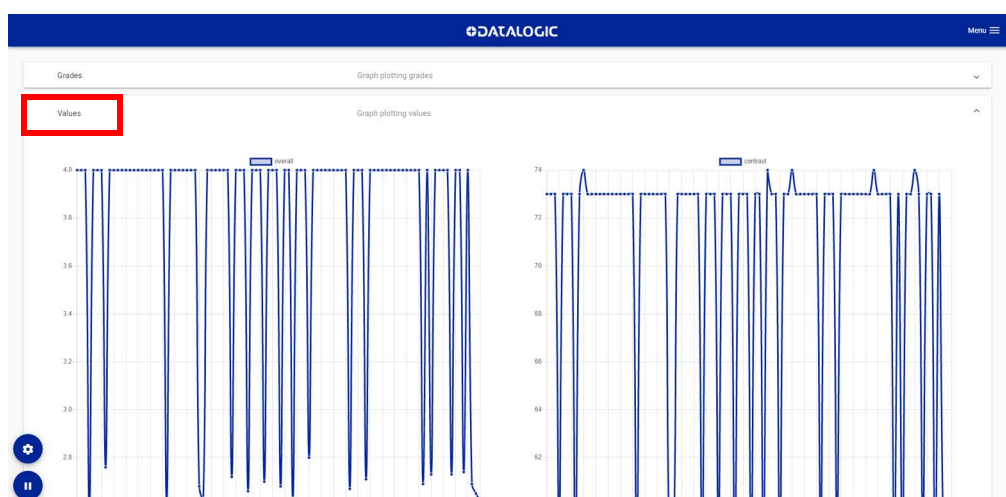 DATALOGIC
Menu
Grades Graph plotting grades
Values Graph plotting values
overall
4.0
3.8
3.6
3.4
3.2
3.0
2.8
contrast
74
72
70
68
66
64
62